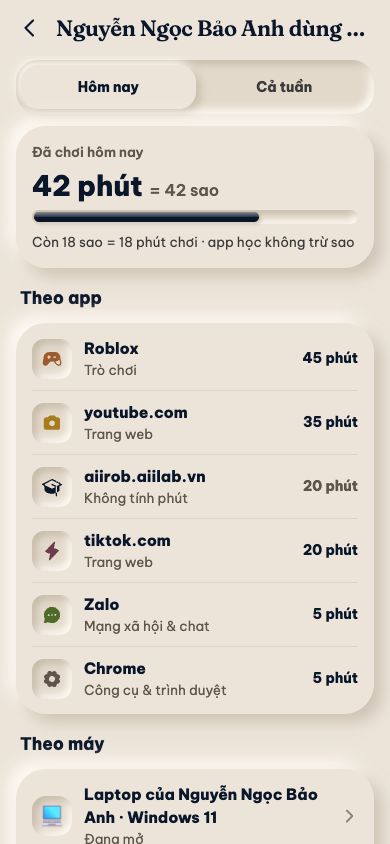 Nguyễn Ngọc Bảo Anh dùng ...
Hôm nay
Cả tuần
Đã chơi hôm nay
42 phút = 42 sao
Còn 18 sao = 18 phút chơi · app học không trừ sao
Theo app
Roblox
45 phút
Trò chơi
youtube.com
35 phút
Trang web
aiirob.aiilab.vn
20 phút
Không tính phút
tiktok.com
20 phút
Trang web
Zalo
5 phút
Mạng xã hội & chat
Chrome
5 phút
Công cụ & trình duyệt
Theo máy
Laptop của Nguyễn Ngọc Bảo
Anh · Windows 11
Đang mở